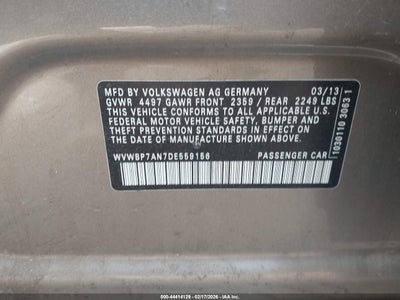 MFD BY VOLKSWAGEN AG GERMANY 03/13
GVWR 4497 GAWR FRONT 2359 / REAR 2249 LBS
THIS VEHICLE CONFORMS TO ALL APPLICABLE U.S.
FEDERAL MOTOR VEHICLE SAFETY, BUMPER AND
THEFT PREVENTION STANDARDS IN EFFECT ON THE
DATE OF MANUFACTURE SHOWN ABOVE.
WVWBP7AN7DE559156 PASSENGER CAR
1030110 3063 1
000-44414129 - 02/17/2026 - IAA, Inc.